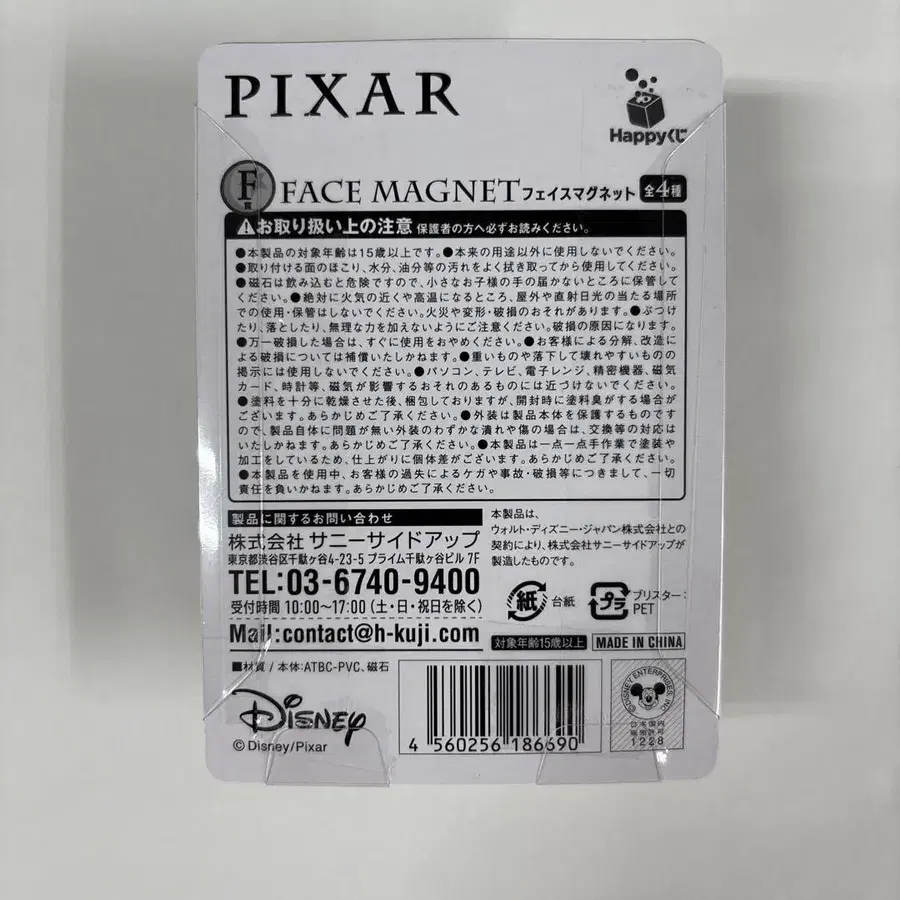 PIXAR
Happyくじ
F賞 FACE MAGNET フェイスマグネット 全4種
お取り扱い上の注意 保護者の方へ必ずお読みください。
●本製品の対象年齢は15歳以上です。●本来の用途以外に使用しないでください。
●取り付ける面のほこり、水分、油分等の汚れをよく拭き取ってから使用してください。
●磁石は飲み込むと危険ですので、小さなお子様の手の届かないところに保管して
ください。●絶対に火気の近くや高温になるところ、屋外や直射日光の当たる場所
での使用・保管はしないでください。火災や変形・破損のおそれがあります。●ぶつけ
たり、落としたり、無理な力を加えないようにご注意ください。破損の原因になります。
●万一破損した場合は、すぐに使用をおやめください。●お客様による分解、改造に
よる破損については補償いたしかねます。●重いものや落下して壊れやすいものの
掲示には使用しないでください。●パソコン、テレビ、電子レンジ、精密機器、磁気
カード、時計等、磁気が影響するおそれのあるものには近づけないでください。
●塗料を十分に乾燥させた後、梱包しておりますが、開封時に塗料臭がする場合が
ございます。あらかじめご了承ください。●外装は製品本体を保護するものですの
で、製品自体に問題が無い外装のわずかな潰れや傷の場合は、交換等の対応は
いたしかねます。あらかじめご了承ください。●本製品は一点一点手作業で塗装や
加工をしているため、仕上がりに個体差がございます。あらかじめご了承ください。
●本製品を使用中、お客様の過失によるケガや事故・破損等につきまして、一切
責任を負いかねます。あらかじめご了承ください。
製品に関するお問い合わせ
株式会社 サニーサイドアップ
東京都渋谷区千駄ヶ谷4-23-5 プライム千駄ヶ谷ビル 7F
TEL:03-6740-9400
受付時間 10:00～17:00 (土・日・祝日を除く)
Mail:contact@h-kuji.com
本製品は、
ウォルト・ディズニー・ジャパン株式会社との
契約により、株式会社サニーサイドアップが
製造したものです。
紙 台紙
プラ ブリスター:
PET
対象年齢15歳以上
MADE IN CHINA
■材質 / 本体:ATBC-PVC、磁石
Disney
© Disney/Pixar
4 560256 186690
©DISNEY ENTERPRISES, INC.
日本国内
販売許可
1228